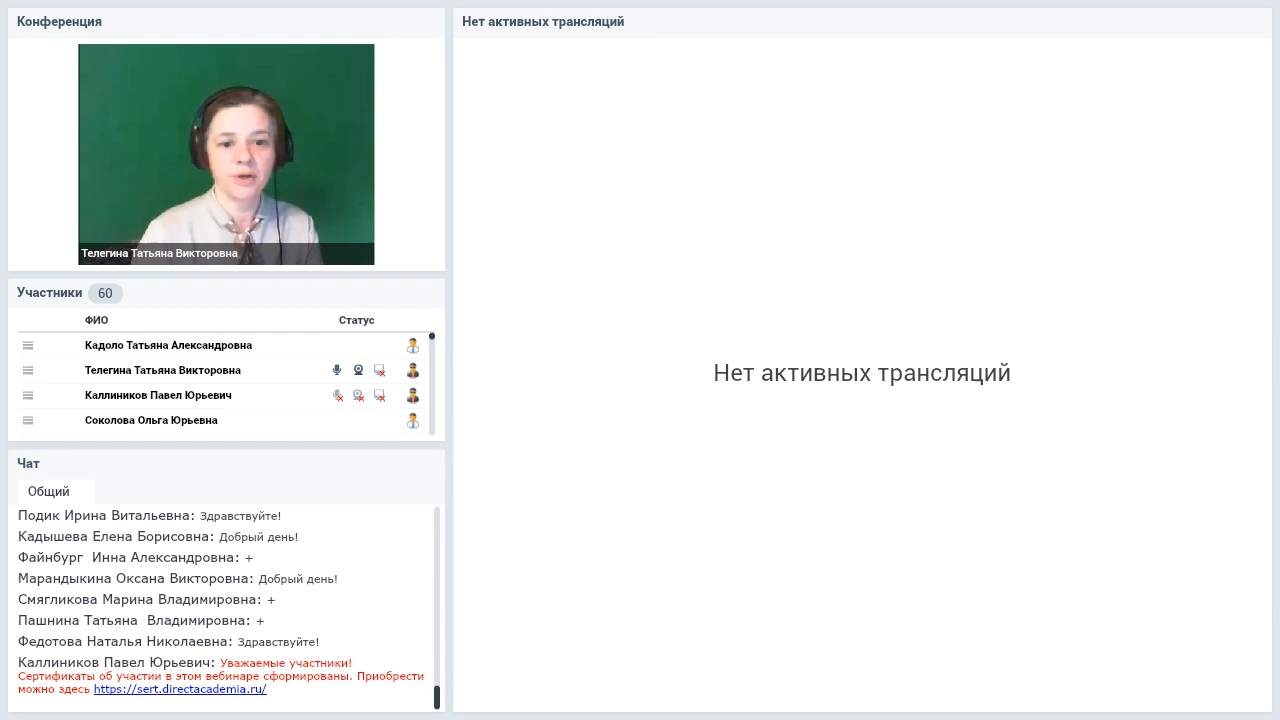 Конференция
Телегина Татьяна Викторовна
Участники 60
ФИО Статус
Кадоло Татьяна Александровна
Телегина Татьяна Викторовна
Каллиников Павел Юрьевич
Соколова Ольга Юрьевна
Чат
Общий
Подик Ирина Витальевна: Здравствуйте!
Кадышева Елена Борисовна: Добрый день!
Файнбург Инна Александровна: +
Марандыкина Оксана Викторовна: Добрый день!
Смягликова Марина Владимировна: +
Пашнина Татьяна Владимировна: +
Федотова Наталья Николаевна: Здравствуйте!
Каллиников Павел Юрьевич: Уважаемые участники!
Сертификаты об участии в этом вебинаре сформированы. Приобрести
можно здесь https://sert.directacademia.ru/
Нет активных трансляций
Нет активных трансляций